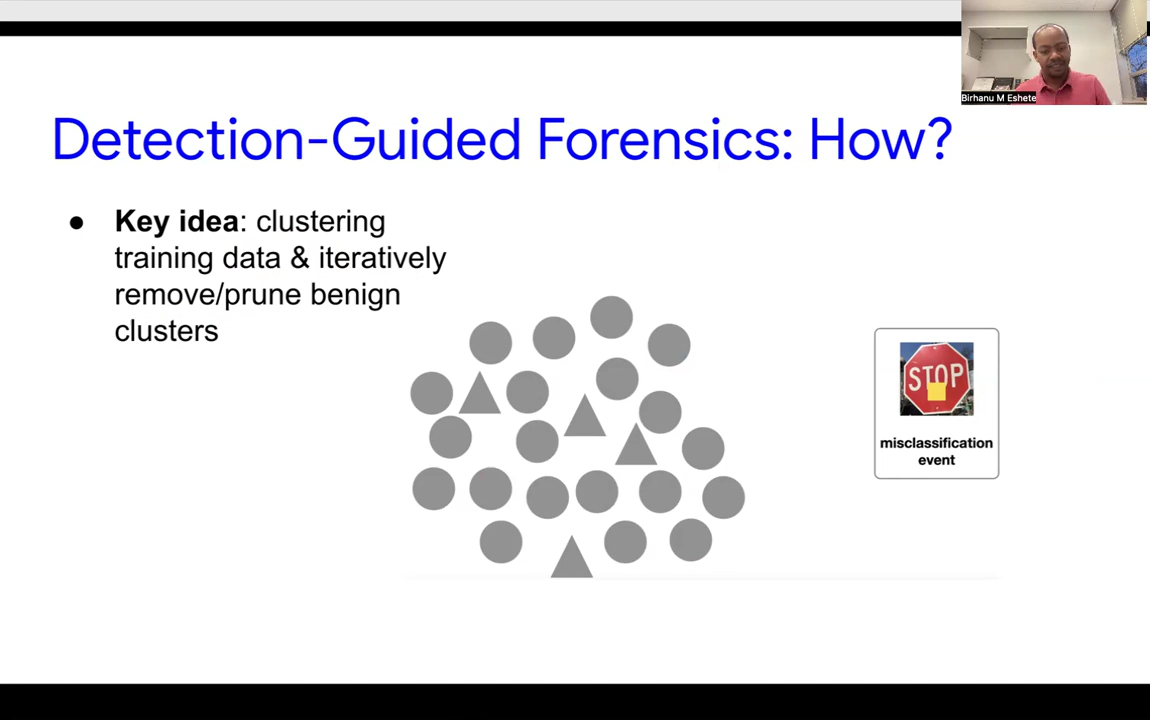 Birhanu M Eshete
Detection-Guided Forensics: How?
● Key idea: clustering
training data & iteratively
remove/prune benign
clusters
STOP
misclassification
event